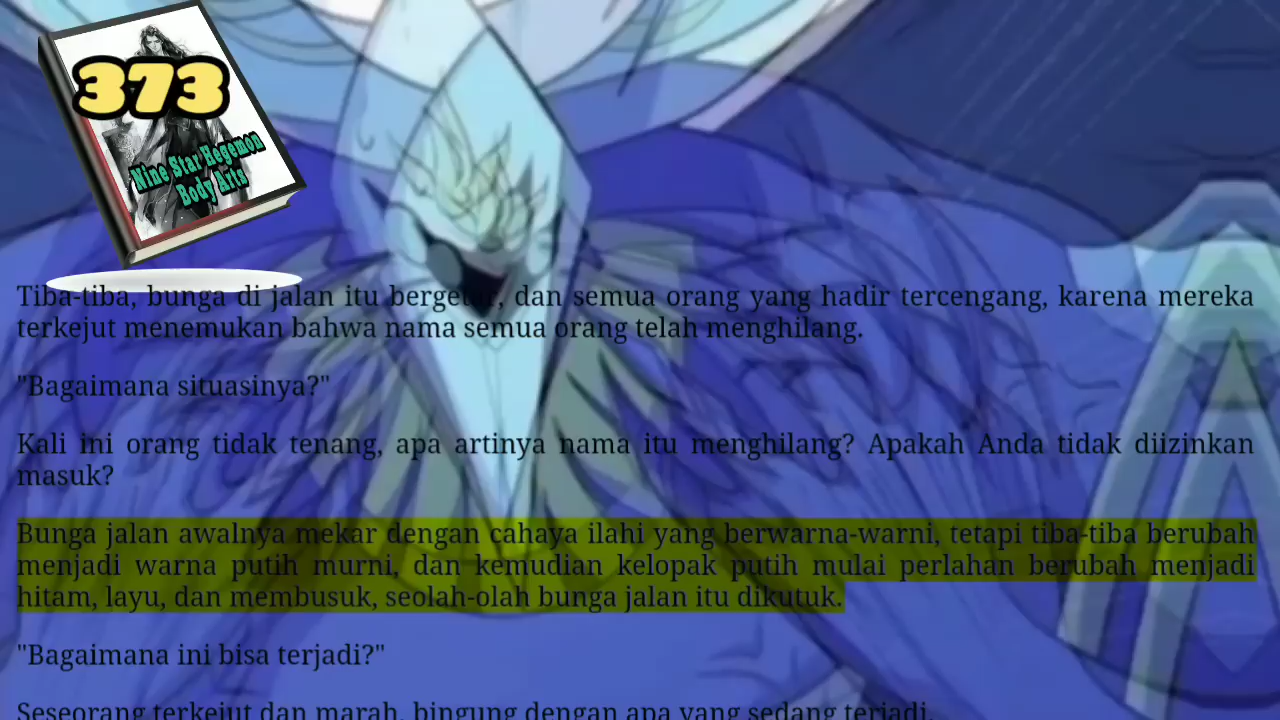 373
Nine Star Hegemon
Body Arts
Tiba-tiba, bunga di jalan itu bergetar, dan semua orang yang hadir tercengang, karena mereka
terkejut menemukan bahwa nama semua orang telah menghilang.
"Bagaimana situasinya?"
Kali ini orang tidak tenang, apa artinya nama itu menghilang? Apakah Anda tidak diizinkan
masuk?
Bunga jalan awalnya mekar dengan cahaya ilahi yang berwarna-warni, tetapi tiba-tiba berubah
menjadi warna putih murni, dan kemudian kelopak putih mulai perlahan berubah menjadi
hitam, layu, dan membusuk, seolah-olah bunga jalan itu dikutuk.
"Bagaimana ini bisa terjadi?"
Seseorang terkejut dan marah, bingung dengan apa yang sedang terjadi.